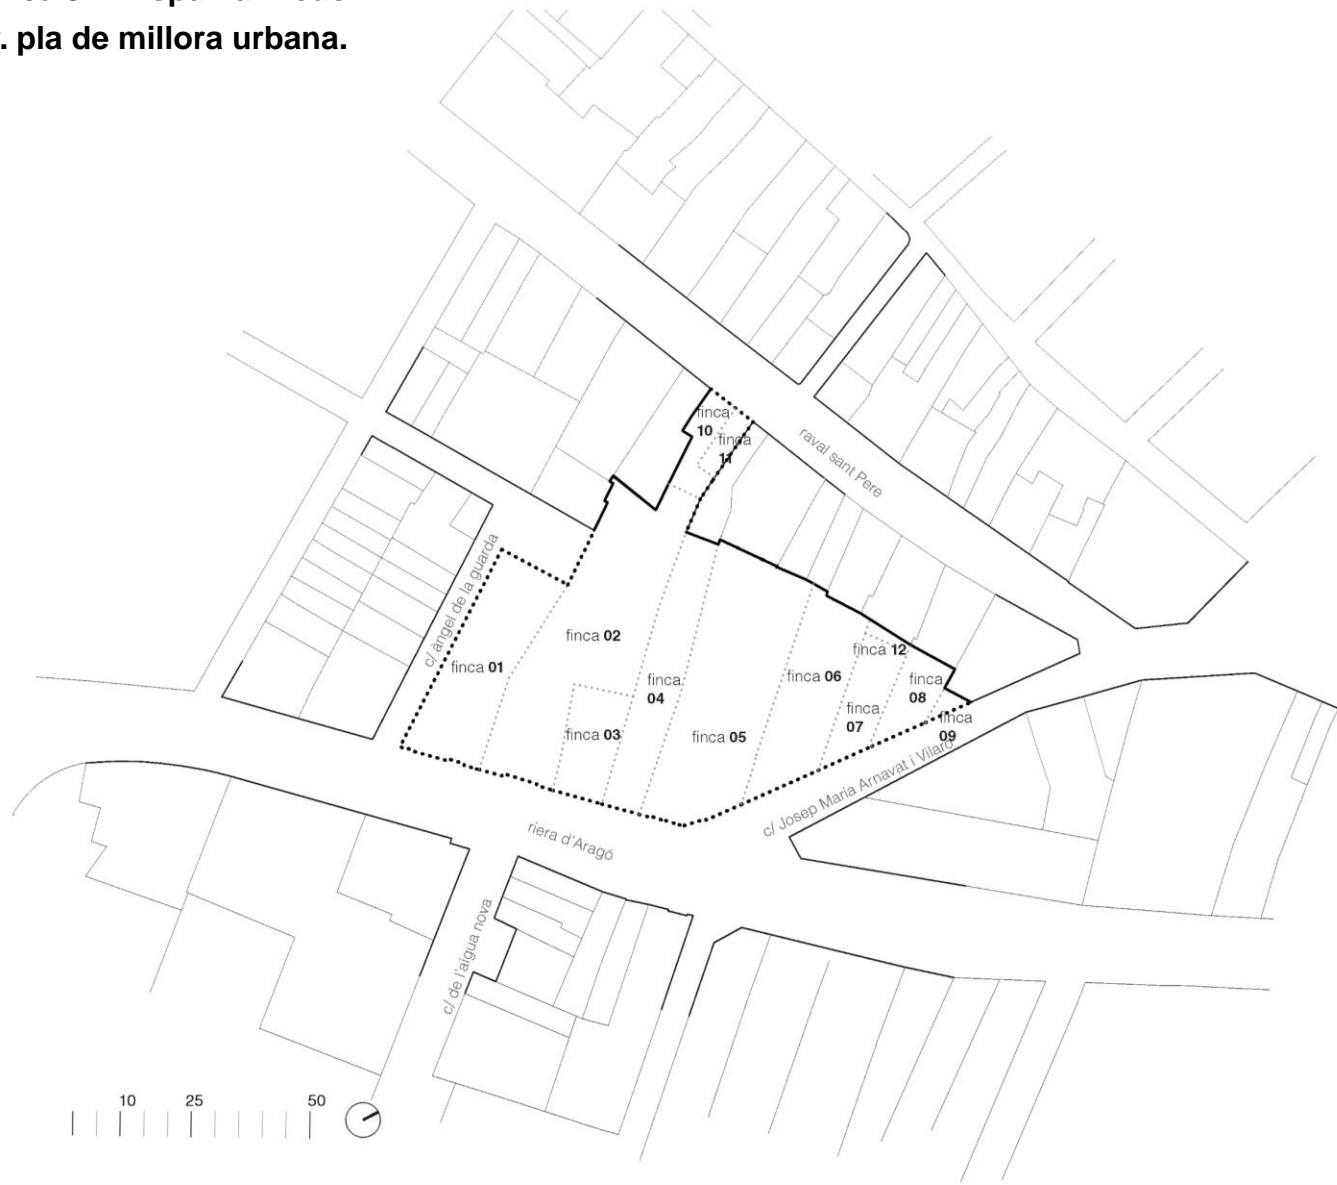 pla de millora urbana.
finca
10
finca
11
raval sant Pere
c/ àngel de la guarda
finca 02
finca 01
finca 12
finca
04
finca 06
finca
08
finca
07
finca
09
finca 03
finca 05
c/ Josep Maria Arnavat i Vilaró
riera d'Aragó
c/ de l'aigua nova
10 25 50